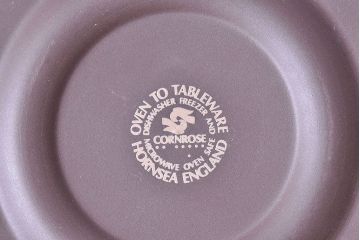 OVEN TO TABLEWARE
DISHWASHER FREEZER AND
CORNROSE
MICROWAVE OVEN SAFE
HORNSEA ENGLAND